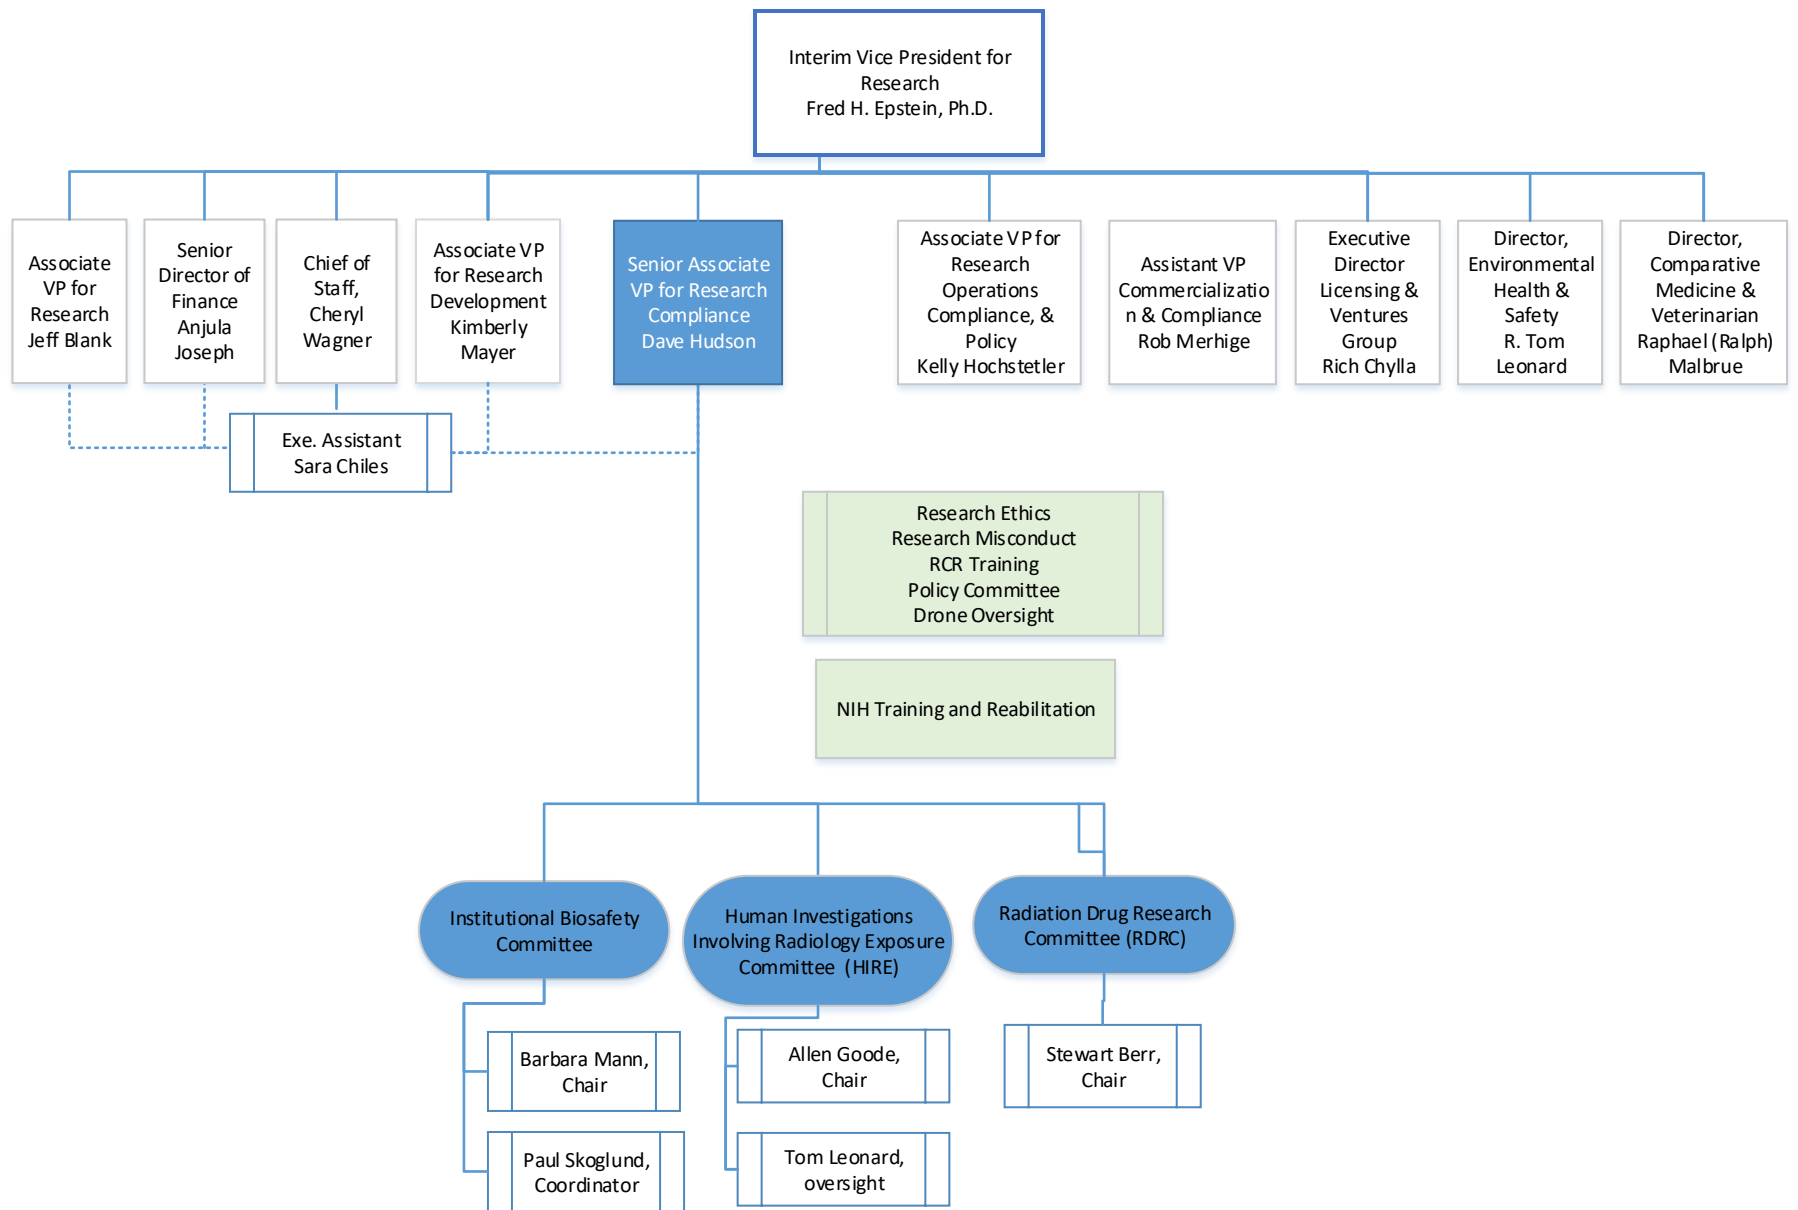 Interim Vice President for
Research
Fred H. Epstein, Ph.D.
Associate
VP for
Research
Jeff Blank
Senior
Director of
Finance
Anjula
Joseph
Chief of
Staff,
Cheryl
Wagner
Associate VP
for Research
Development
Kimberly
Mayer
Senior Associate
VP for Research
Compliance
Dave Hudson
Associate VP for
Research
Operations
Compliance, &
Policy
Kelly Hochstetler
Assistant VP
Commercializatio
n & Compliance
Rob Merhige
Executive
Director
Licensing &
Ventures
Group
Rich Chylla
Director,
Environmental
Health &
Safety
R. Tom
Leonard
Director,
Comparative
Medicine &
Veterinarian
Raphael (Ralph)
Malbrue
Exe. Assistant
Sara Chiles
Research Ethics
Research Misconduct
RCR Training
Policy Committee
Drone Oversight
NIH Training and Reabilitation
Institutional Biosafety
Committee
Human Investigations
Involving Radiology Exposure
Committee (HIRE)
Radiation Drug Research
Committee (RDRC)
Barbara Mann,
Chair
Allen Goode,
Chair
Stewart Berr,
Chair
Paul Skoglund,
Coordinator
Tom Leonard,
oversight